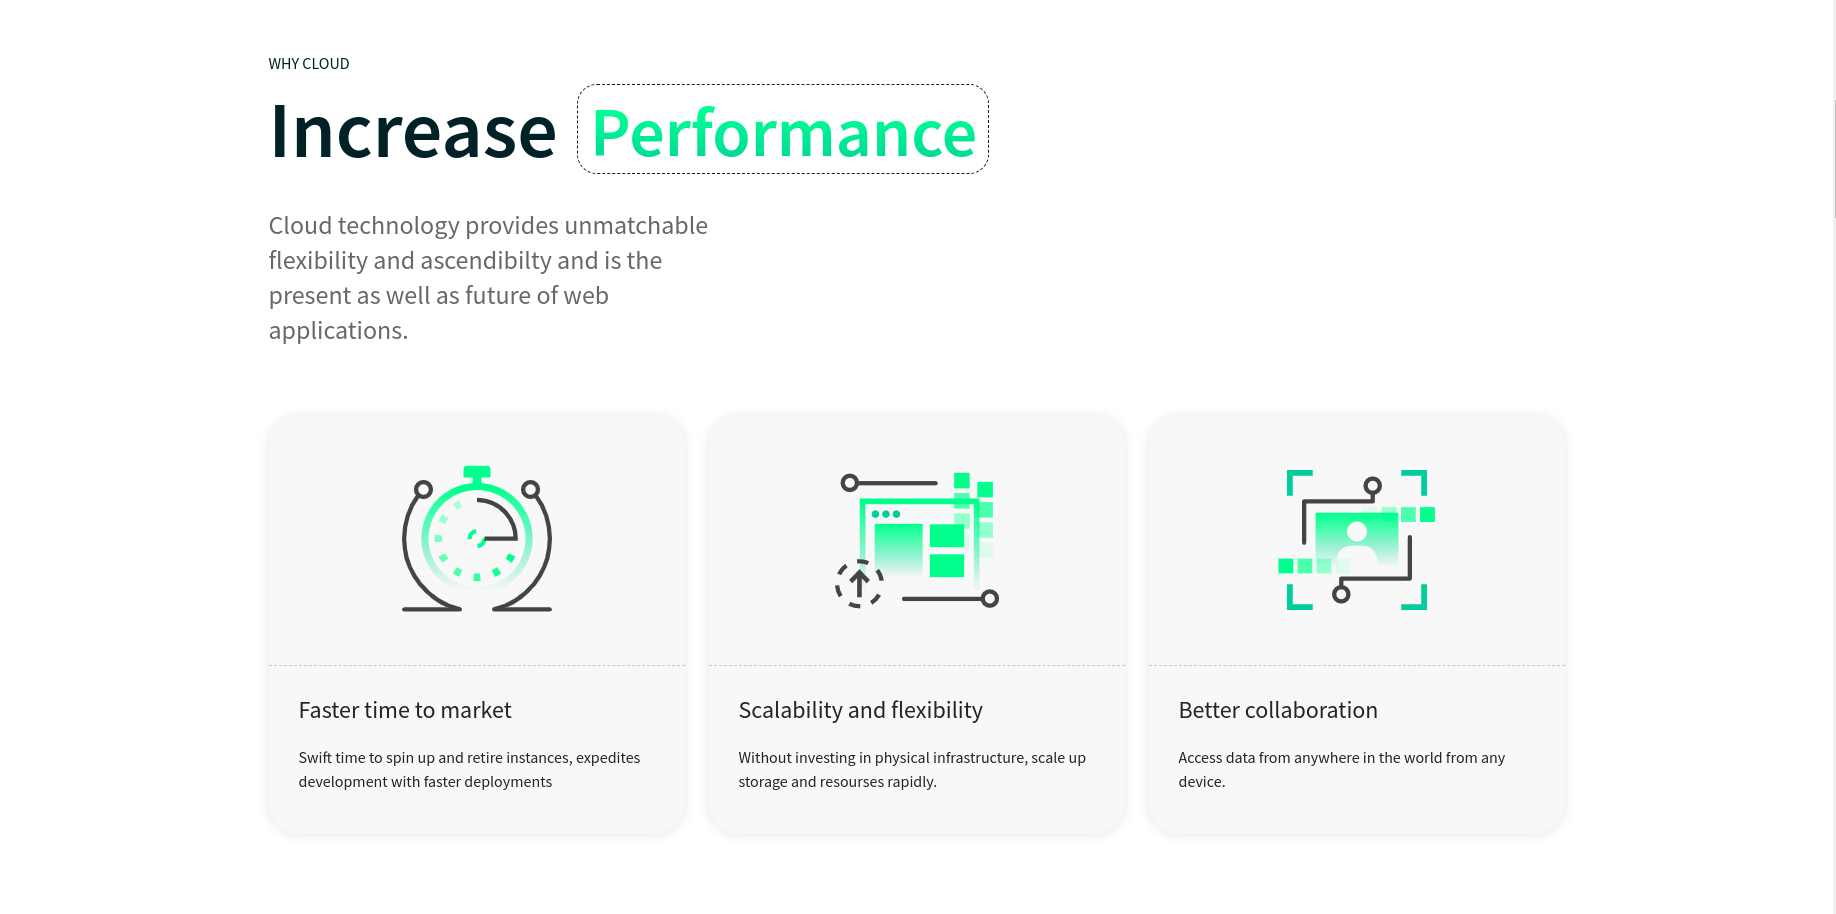 WHY CLOUD
Increase Performance
Cloud technology provides unmatchable
flexibility and ascendibilty and is the
present as well as future of web
applications.
Faster time to market
Swift time to spin up and retire instances, expedites
development with faster deployments
Scalability and flexibility
Without investing in physical infrastructure, scale up
storage and resourses rapidly.
Better collaboration
Access data from anywhere in the world from any
device.